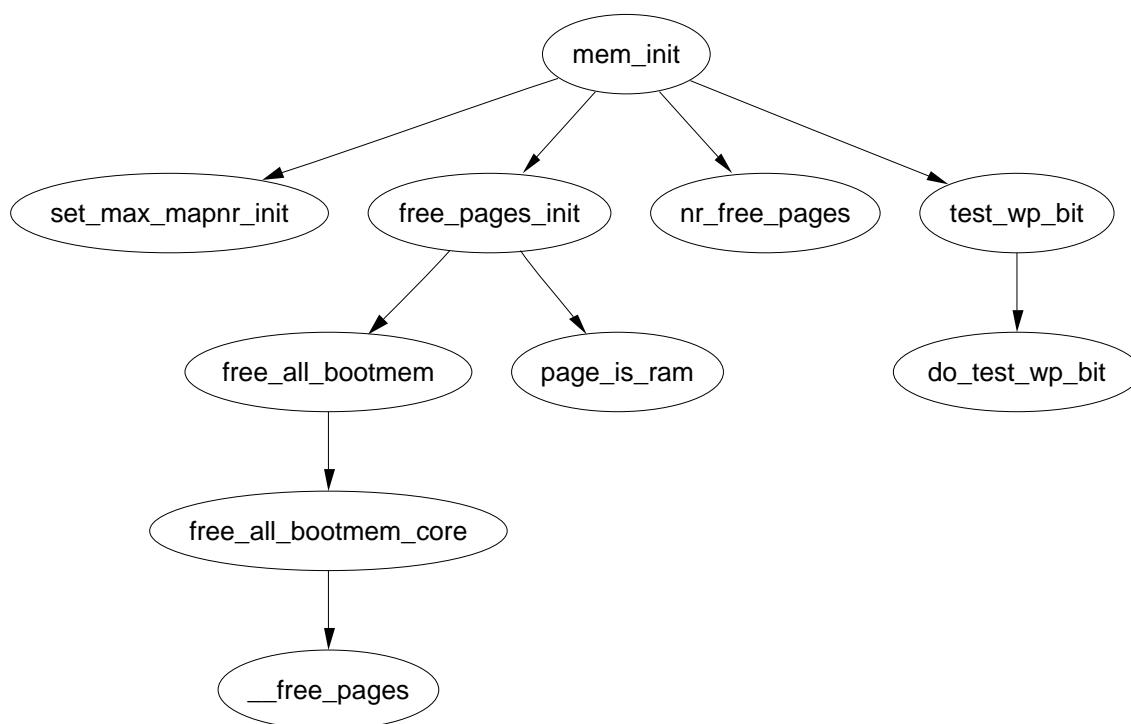 mem_init
set_max_mapnr_init
free_pages_init
nr_free_pages
test_wp_bit
free_all_bootmem
page_is_ram
do_test_wp_bit
free_all_bootmem_core
__free_pages